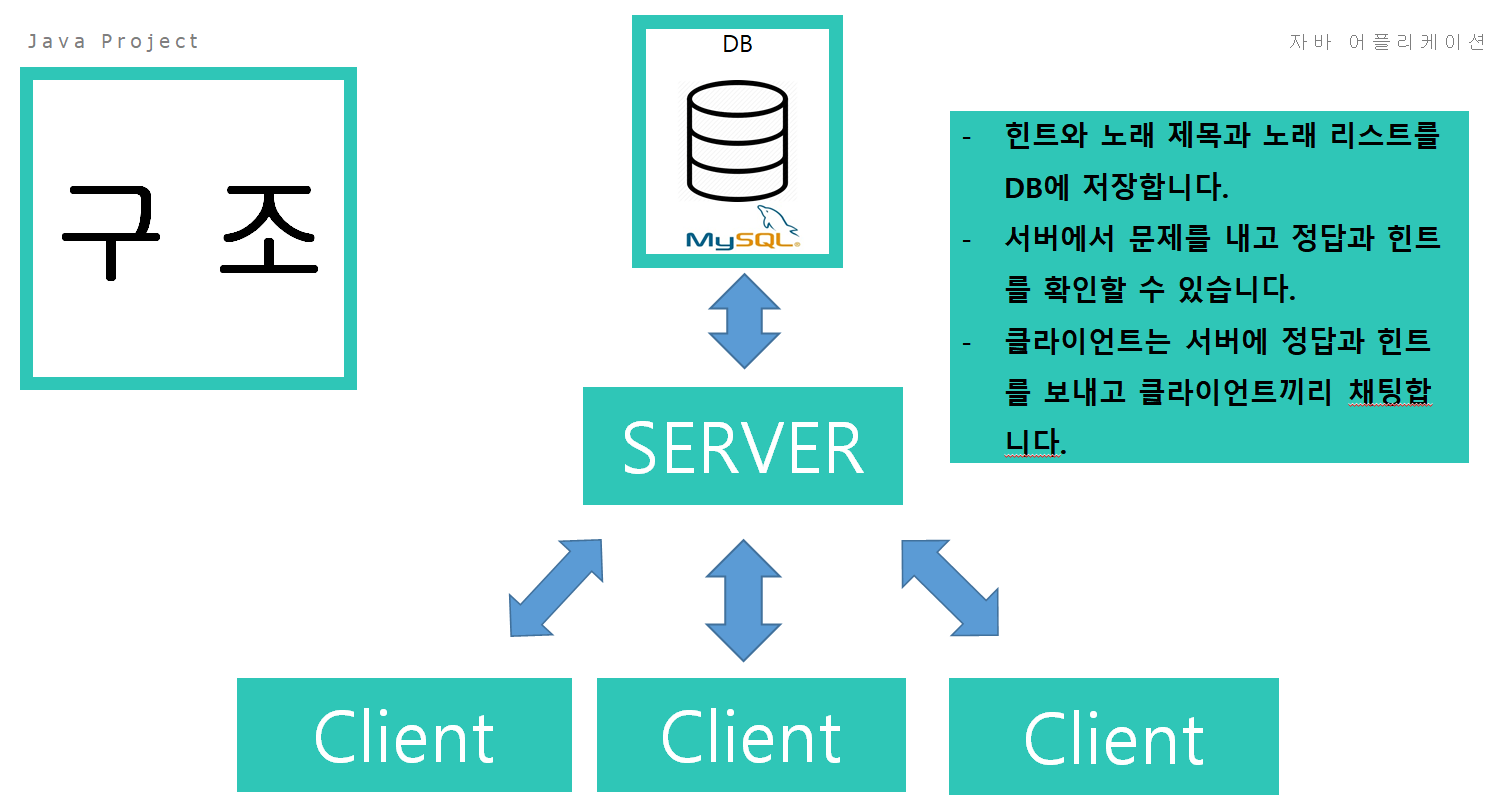 Java Project
자바 어플리케이션
구 조
DB
MySQL
- 힌트와 노래 제목과 노래 리스트를
DB에 저장합니다.
- 서버에서 문제를 내고 정답과 힌트
를 확인할 수 있습니다.
- 클라이언트는 서버에 정답과 힌트
를 보내고 클라이언트끼리 채팅합
니다.
SERVER
Client
Client
Client